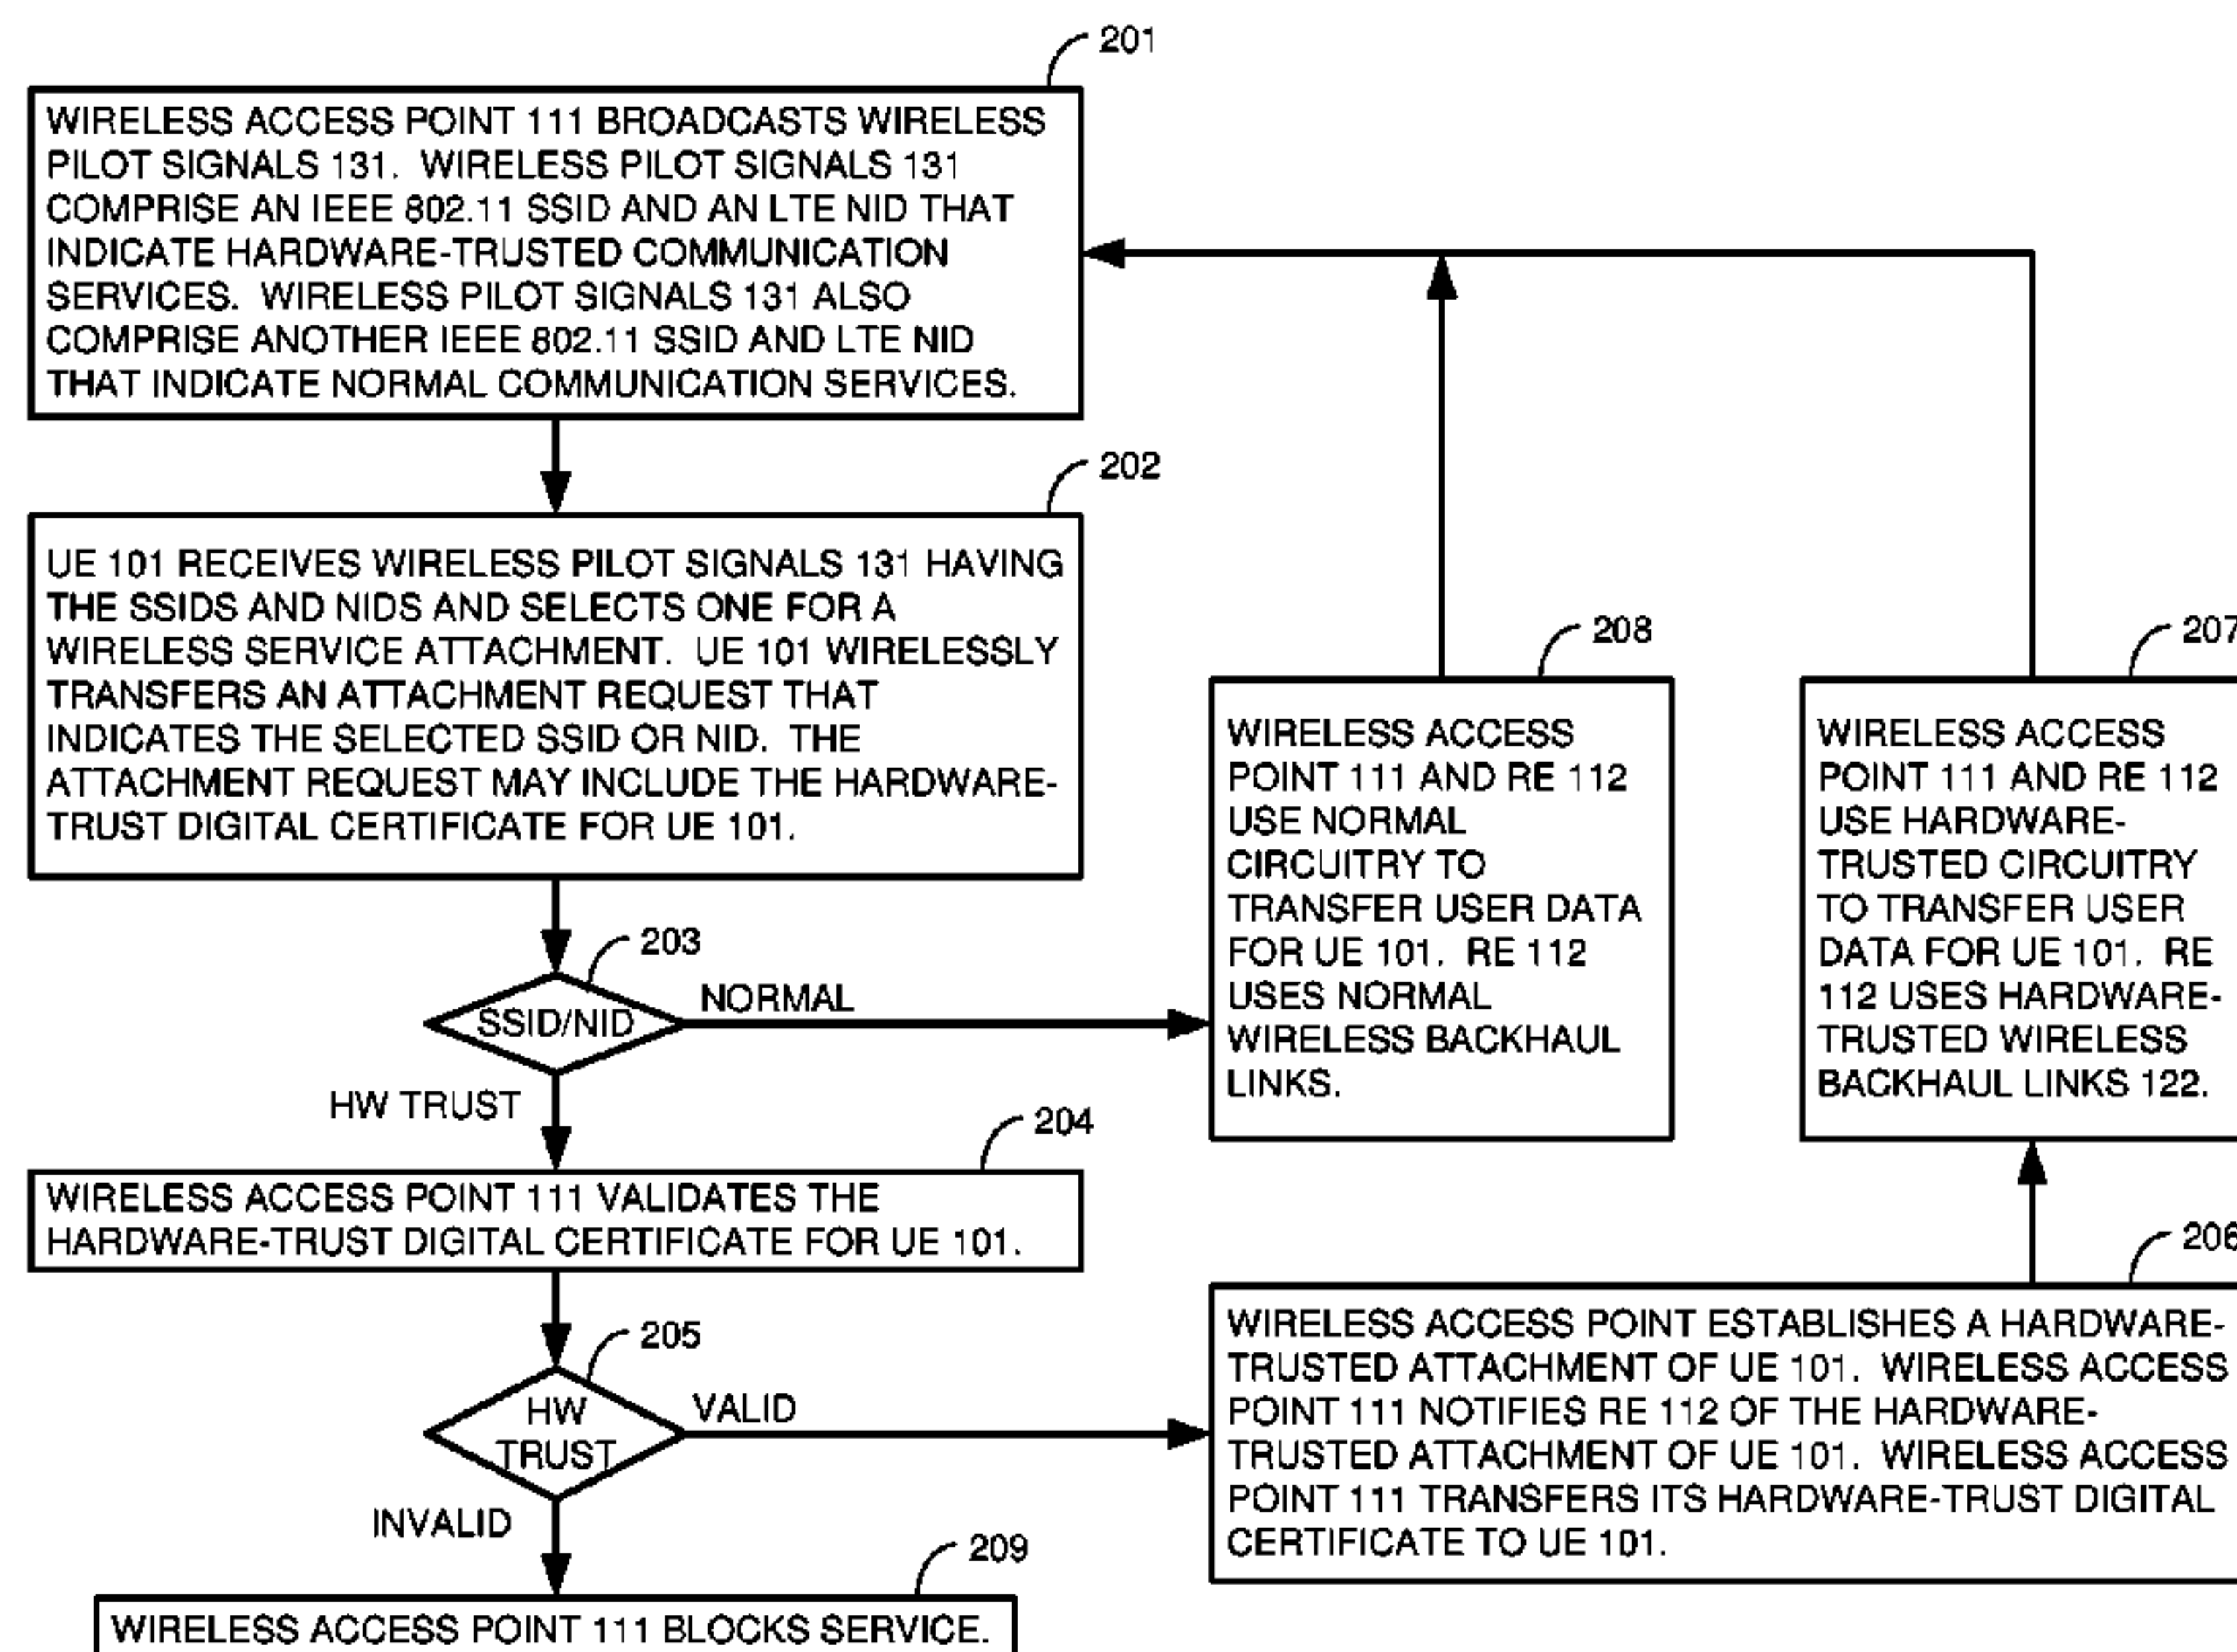 201
WIRELESS ACCESS POINT 111 BROADCASTS WIRELESS
PILOT SIGNALS 131. WIRELESS PILOT SIGNALS 131
COMPRISE AN IEEE 802.11 SSID AND AN LTE NID THAT
INDICATE HARDWARE-TRUSTED COMMUNICATION
SERVICES. WIRELESS PILOT SIGNALS 131 ALSO
COMPRISE ANOTHER IEEE 802.11 SSID AND LTE NID
THAT INDICATE NORMAL COMMUNICATION SERVICES.
202
UE 101 RECEIVES WIRELESS PILOT SIGNALS 131 HAVING
THE SSIDS AND NIDS AND SELECTS ONE FOR A
WIRELESS SERVICE ATTACHMENT. UE 101 WIRELESSLY
TRANSFERS AN ATTACHMENT REQUEST THAT
INDICATES THE SELECTED SSID OR NID. THE
ATTACHMENT REQUEST MAY INCLUDE THE HARDWARE-
TRUST DIGITAL CERTIFICATE FOR UE 101.
203
SSID/NID
NORMAL
HW TRUST
208
WIRELESS ACCESS
POINT 111 AND RE 112
USE NORMAL
CIRCUITRY TO
TRANSFER USER DATA
FOR UE 101. RE 112
USES NORMAL
WIRELESS BACKHAUL
LINKS.
207
WIRELESS ACCESS
POINT 111 AND RE 112
USE HARDWARE-
TRUSTED CIRCUITRY
TO TRANSFER USER
DATA FOR UE 101. RE
112 USES HARDWARE-
TRUSTED WIRELESS
BACKHAUL LINKS 122.
204
WIRELESS ACCESS POINT 111 VALIDATES THE
HARDWARE-TRUST DIGITAL CERTIFICATE FOR UE 101.
205
HW
TRUST
VALID
INVALID
206
WIRELESS ACCESS POINT ESTABLISHES A HARDWARE-
TRUSTED ATTACHMENT OF UE 101. WIRELESS ACCESS
POINT 111 NOTIFIES RE 112 OF THE HARDWARE-
TRUSTED ATTACHMENT OF UE 101. WIRELESS ACCESS
POINT 111 TRANSFERS ITS HARDWARE-TRUST DIGITAL
CERTIFICATE TO UE 101.
209
WIRELESS ACCESS POINT 111 BLOCKS SERVICE.